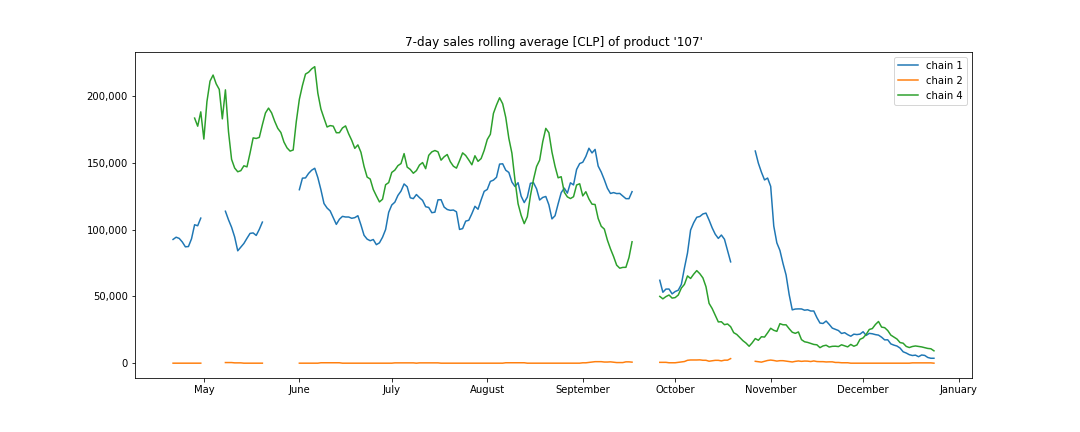 7-day sales rolling average [CLP] of product '107'
chain 1
chain 2
chain 4
200,000
150,000
100,000
50,000
0
May June July August September October November December January